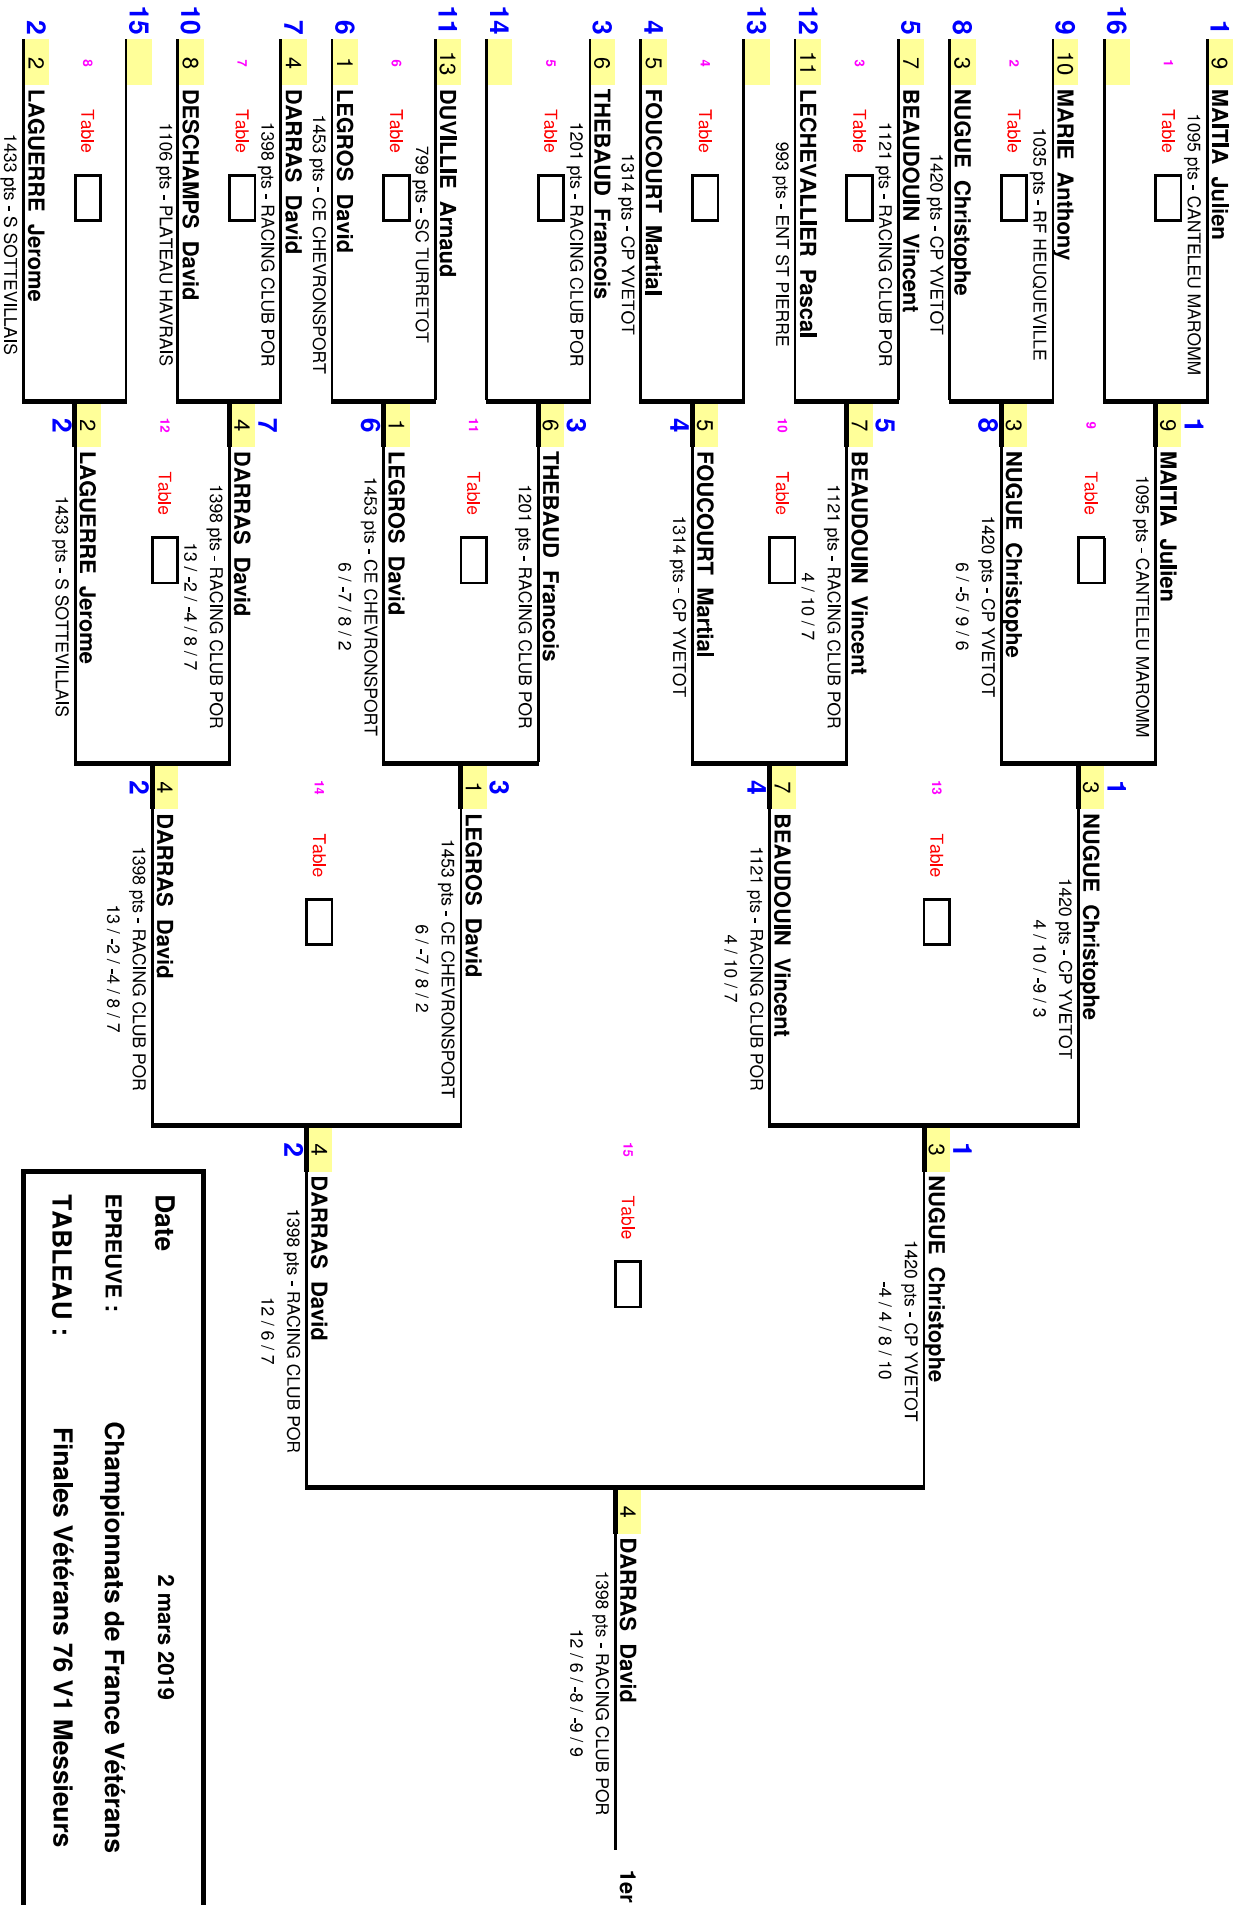 1
9 MAITIA Julien
1095 pts - CANTELEU MAROMM
1 Table
16
9
10 MARIE Anthony
1035 pts - RF HEUQUEVILLE
2 Table
8
3 NUGUE Christophe
1420 pts - CP YVETOT
5
7 BEAUDOUIN Vincent
1121 pts - RACING CLUB POR
3 Table
12
11 LECHEVALLIER Pascal
993 pts - ENT ST PIERRE
13
4 Table
4
5 FOUCOURT Martial
1314 pts - CP YVETOT
3
6 THEBAUD Francois
1201 pts - RACING CLUB POR
5 Table
14
11
13 DUVILLIE Arnaud
799 pts - SC TURRETOT
6 Table
6
1 LEGROS David
1453 pts - CE CHEVRONSPORT
7
4 DARRAS David
1398 pts - RACING CLUB POR
7 Table
10
8 DESCHAMPS David
1106 pts - PLATEAU HAVRAIS
15
8 Table
2
2 LAGUERRE Jerome
1433 pts - S SOTTEVILLAIS
1
9 MAITIA Julien
1095 pts - CANTELEU MAROMM
9 Table
8
3 NUGUE Christophe
1420 pts - CP YVETOT
6 / -5 / 9 / 6
5
7 BEAUDOUIN Vincent
1121 pts - RACING CLUB POR
4 / 10 / 7
10 Table
4
5 FOUCOURT Martial
1314 pts - CP YVETOT
3
6 THEBAUD Francois
1201 pts - RACING CLUB POR
11 Table
6
1 LEGROS David
1453 pts - CE CHEVRONSPORT
6 / -7 / 8 / 2
7
4 DARRAS David
1398 pts - RACING CLUB POR
13 / -2 / -4 / 8 / 7
12 Table
2
2 LAGUERRE Jerome
1433 pts - S SOTTEVILLAIS
1
3 NUGUE Christophe
1420 pts - CP YVETOT
4 / 10 / -9 / 3
13 Table
4
7 BEAUDOUIN Vincent
1121 pts - RACING CLUB POR
4 / 10 / 7
3
1 LEGROS David
1453 pts - CE CHEVRONSPORT
6 / -7 / 8 / 2
14 Table
2
4 DARRAS David
1398 pts - RACING CLUB POR
13 / -2 / -4 / 8 / 7
1
3 NUGUE Christophe
1420 pts - CP YVETOT
-4 / 4 / 8 / 10
15 Table
2
4 DARRAS David
1398 pts - RACING CLUB POR
12 / 6 / 7
4 DARRAS David
1398 pts - RACING CLUB POR
12 / 6 / -8 / -9 / 9
1er
Date 2 mars 2019
EPREUVE : Championnats de France Vétérans
TABLEAU : Finales Vétérans 76 V1 Messieurs